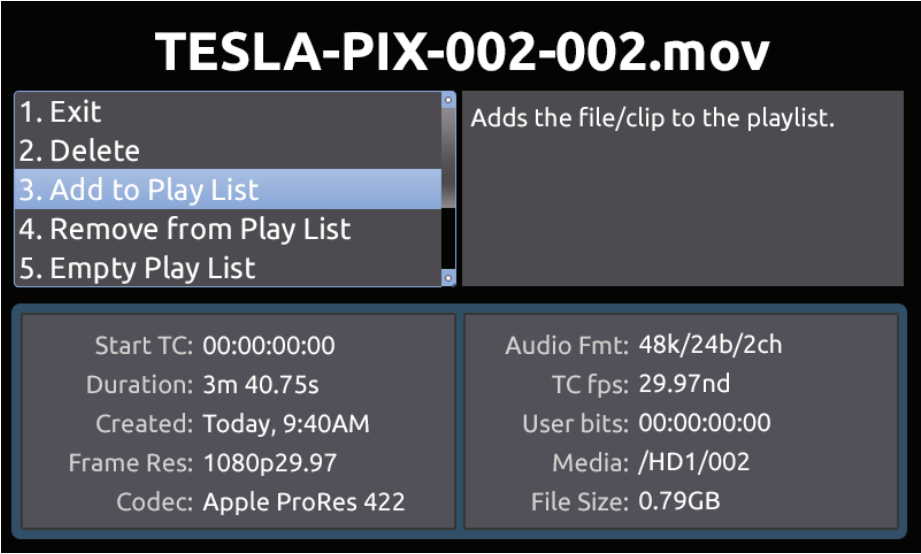 TESLA-PIX-002-002.mov
1. Exit
2. Delete
3. Add to Play List
4. Remove from Play List
5. Empty Play List
Adds the file/clip to the playlist.
Start TC: 00:00:00:00
Duration: 3m 40.75s
Created: Today, 9:40AM
Frame Res: 1080p29.97
Codec: Apple ProRes 422
Audio Fmt: 48k/24b/2ch
TC fps: 29.97nd
User bits: 00:00:00:00
Media: /HD1/002
File Size: 0.79GB